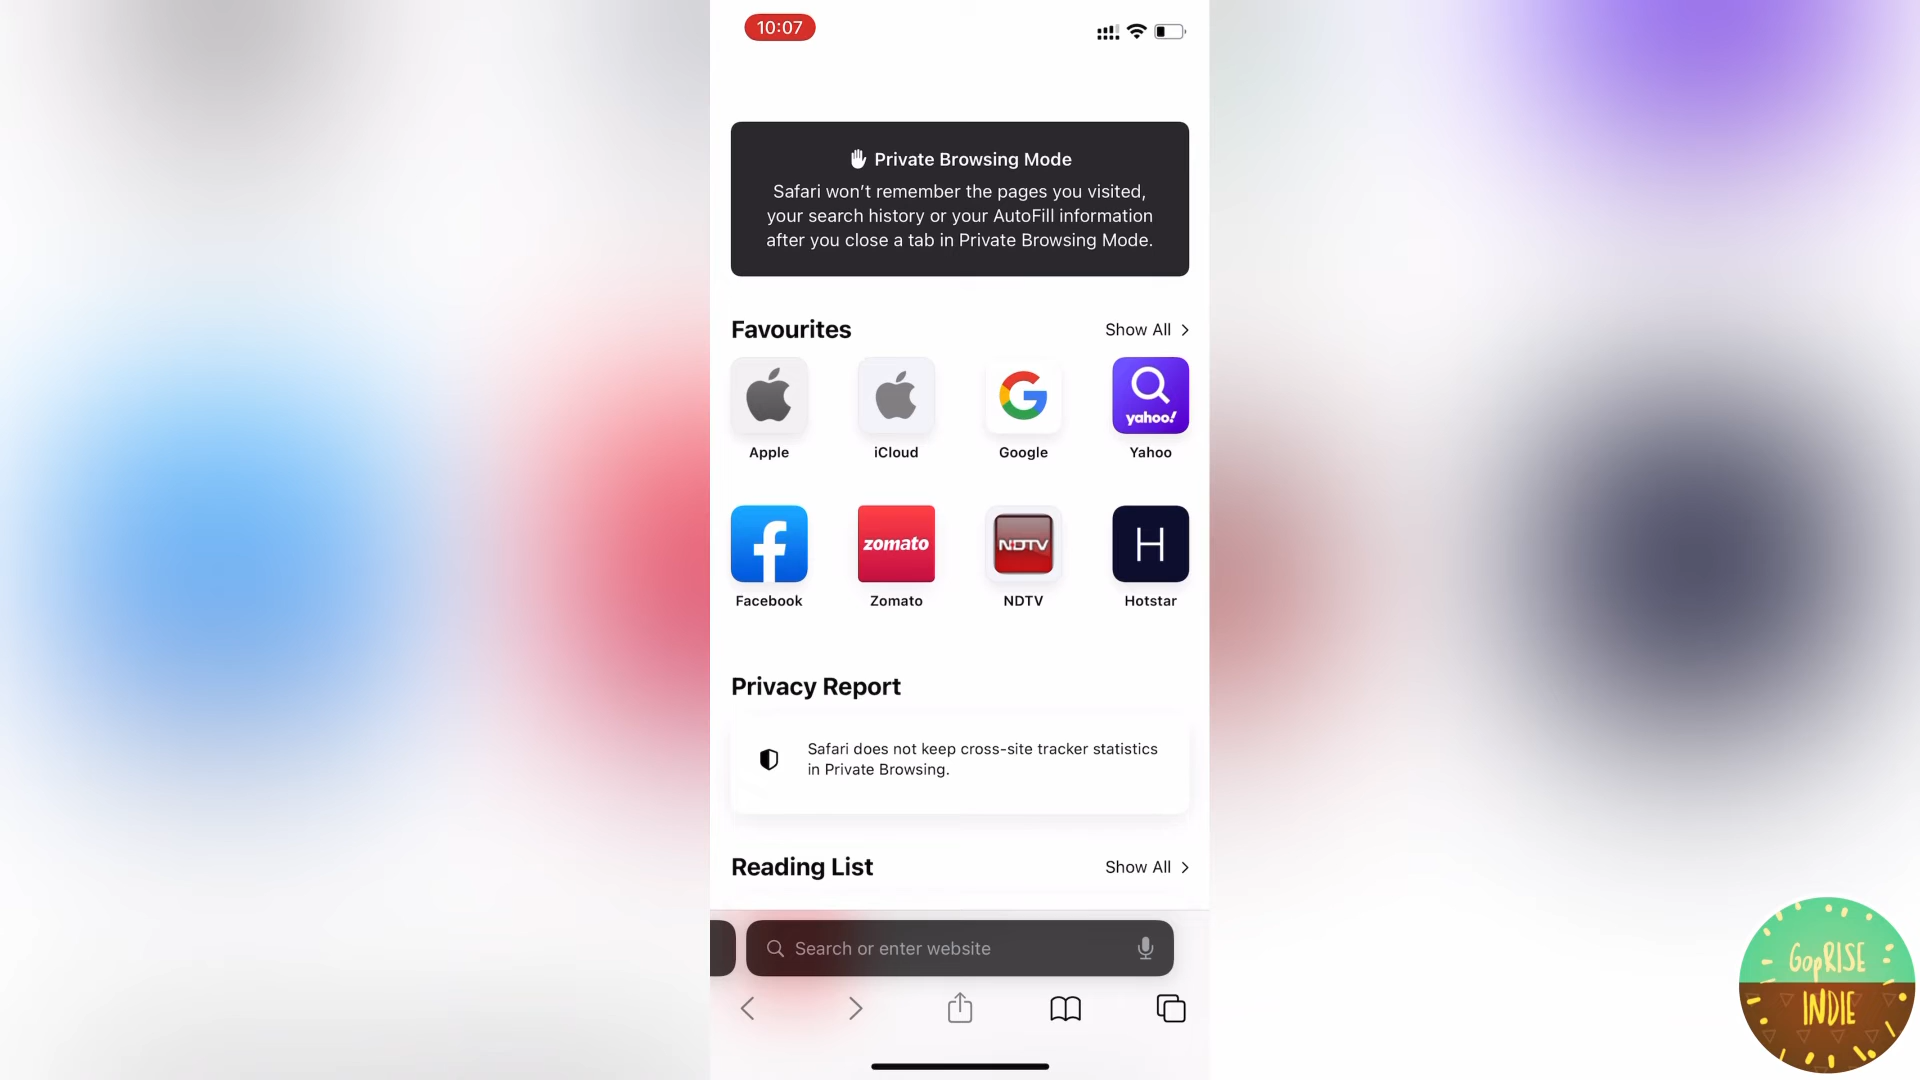 10:07
Private Browsing Mode
Safari won’t remember the pages you visited,
your search history or your AutoFill information
after you close a tab in Private Browsing Mode.
Favourites
Show All
yahoo!
Apple
iCloud
Google
Yahoo
zomato
NDTV
H
Facebook
Zomato
NDTV
Hotstar
Privacy Report
Safari does not keep cross-site tracker statistics
in Private Browsing.
Reading List
Show All
Search or enter website
GopRISE
INDIE